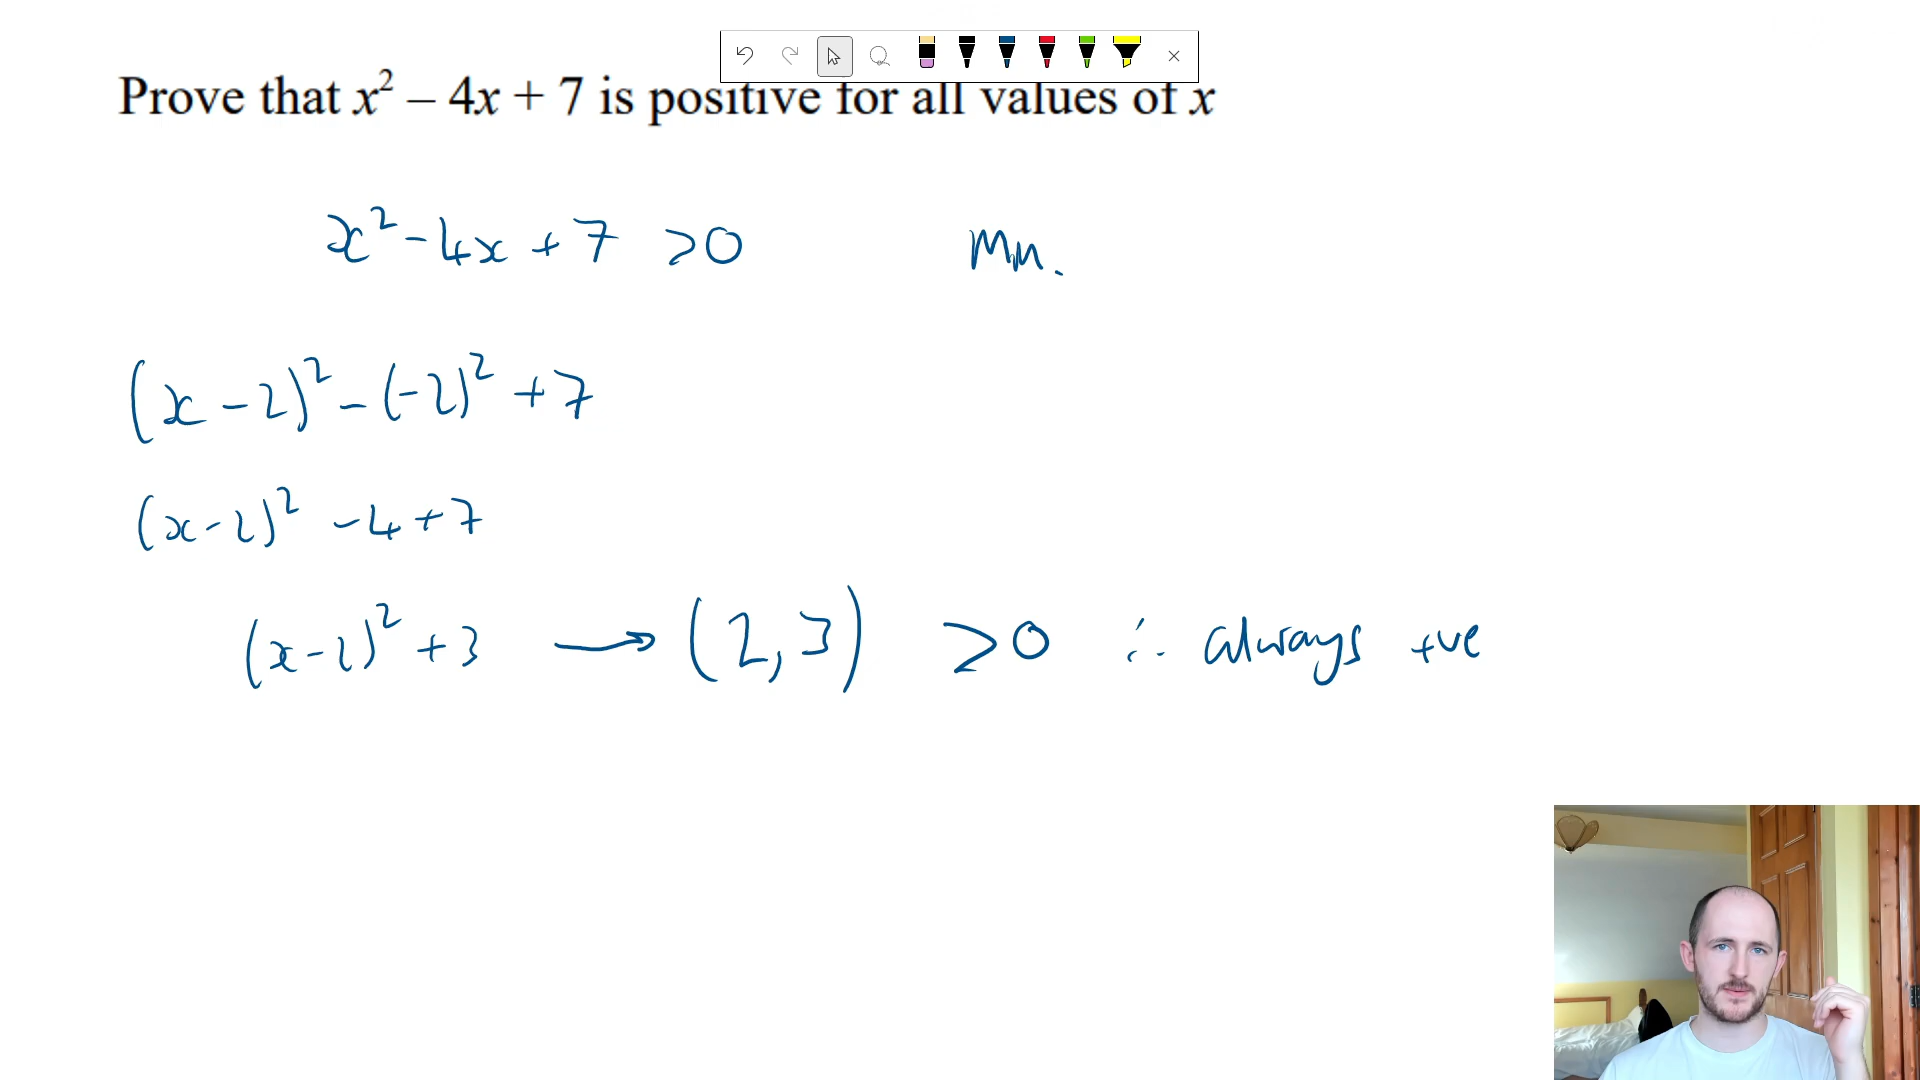 Prove that x² – 4x + 7 is positive for all values of x
x² - 4x + 7 >0 Min.
(x - 2)² - (-2)² + 7
(x - 2)² - 4 + 7
(x - 2)² + 3 → (2, 3) >0 ∴ always +ve